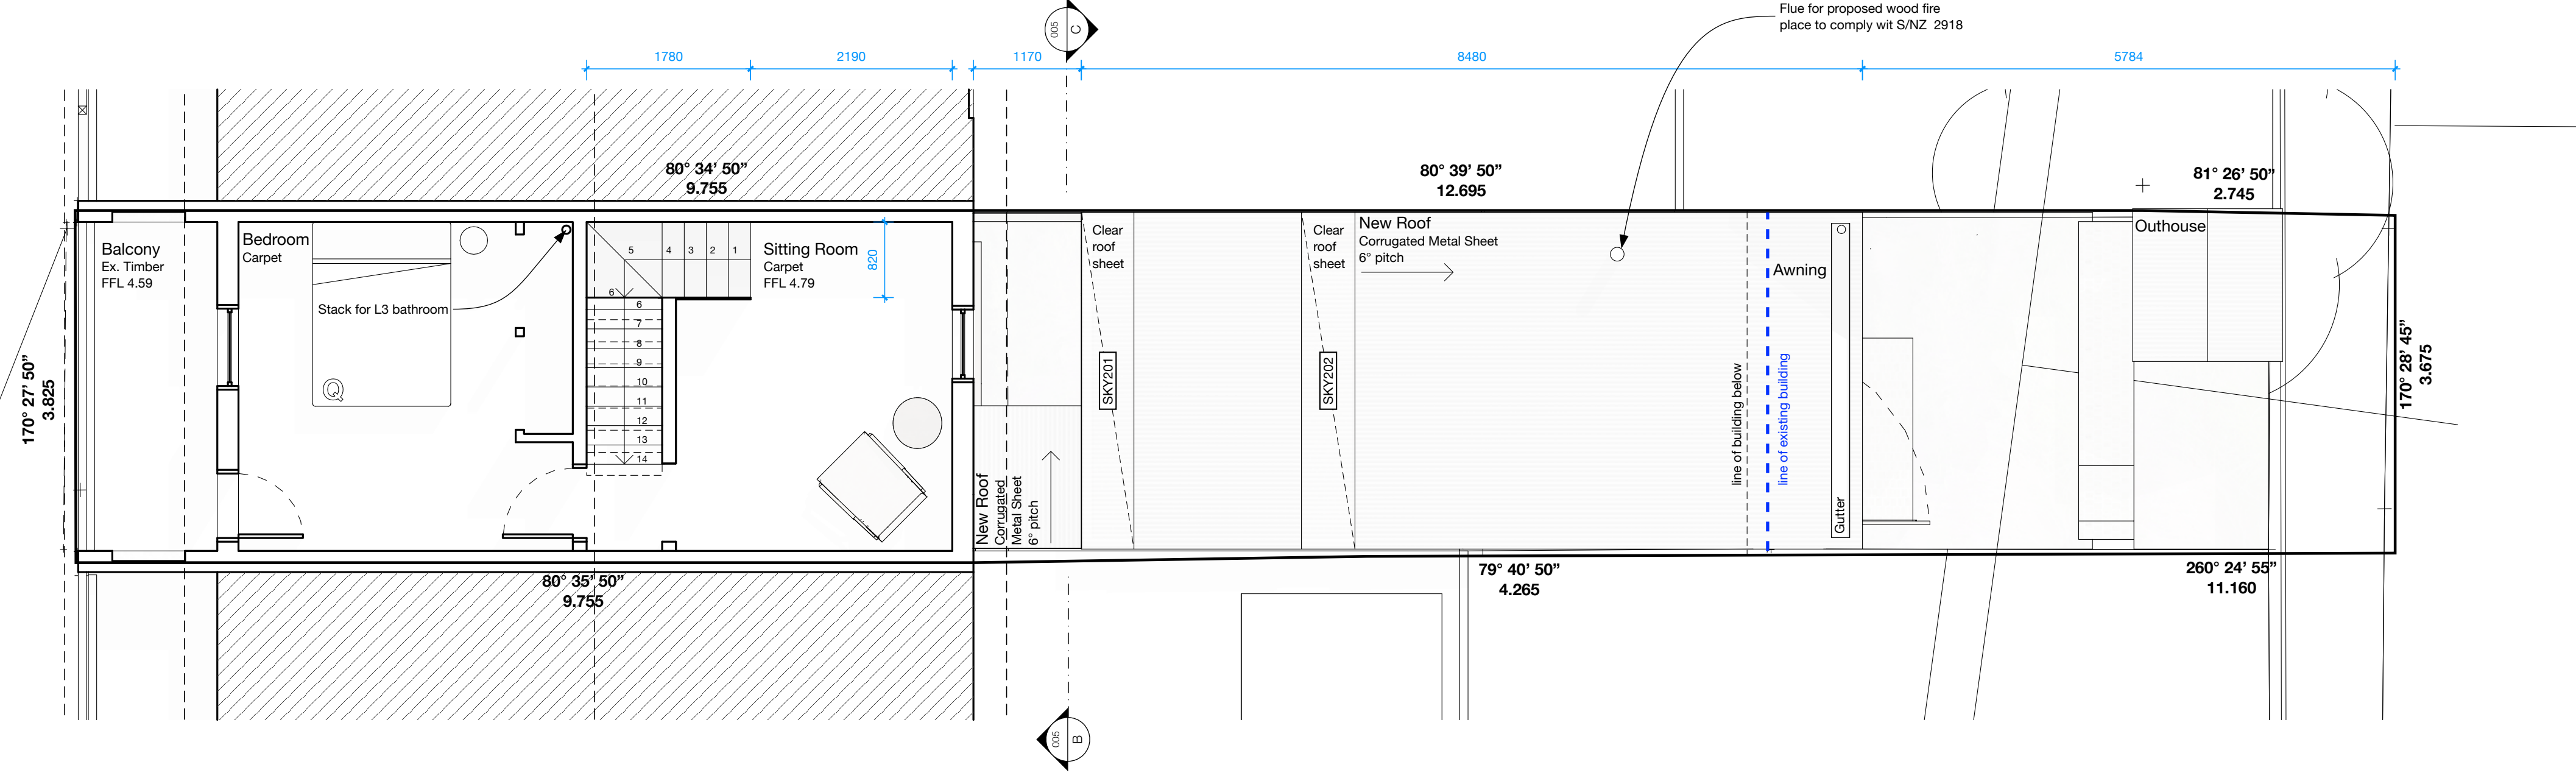 Flue for proposed wood fire
place to comply wit S/NZ 2918
005
C
1780
2190
1170
8480
5784
80° 34’ 50”
9.755
80° 39’ 50”
12.695
81° 26’ 50”
2.745
Balcony
Ex. Timber
FFL 4.59
Bedroom
Carpet
Stack for L3 bathroom
Q
5
4
3
2
1
6
6
7
8
9
10
11
12
13
14
Sitting Room
Carpet
FFL 4.79
820
New Roof
Corrugated
Metal Sheet
6° pitch
Clear
roof
sheet
SKY201
Clear
roof
sheet
SKY202
New Roof
Corrugated Metal Sheet
6° pitch
line of building below
line of existing building
Awning
Gutter
Outhouse
170° 27’ 50”
3.825
170° 28’ 45”
3.675
80° 35’ 50”
9.755
79° 40’ 50”
4.265
260° 24’ 55”
11.160
005
B